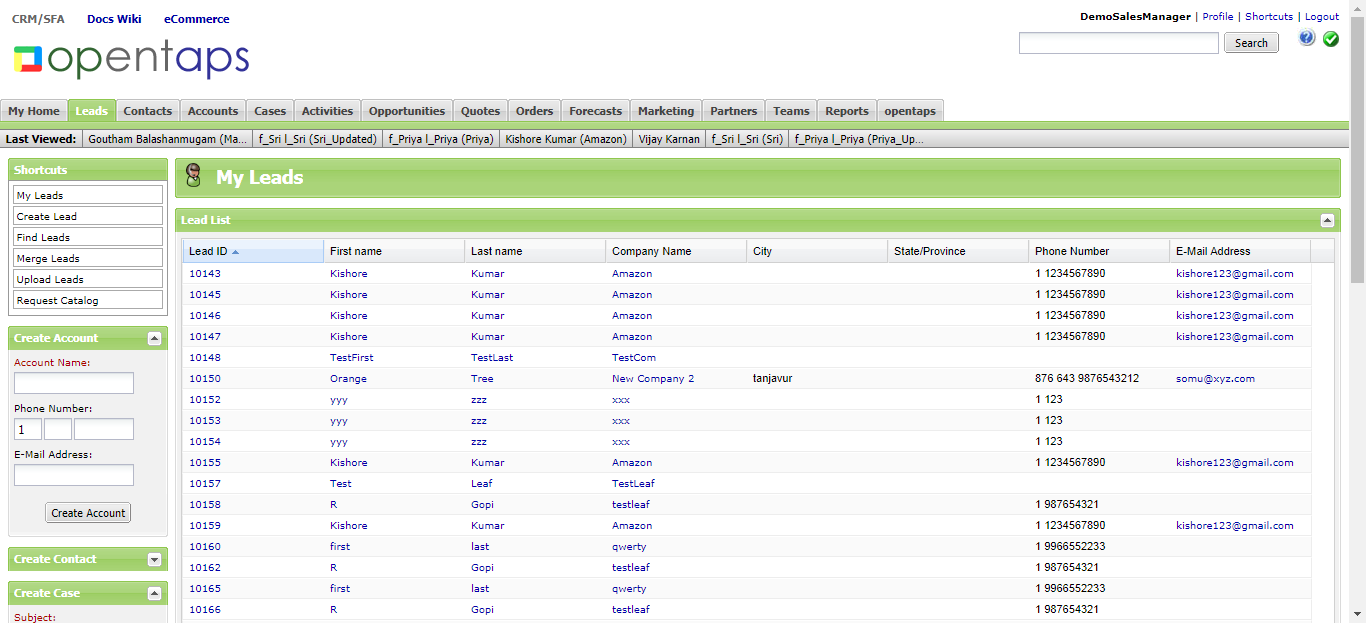 CRM/SFA Docs Wiki eCommerce
DemoSalesManager | Profile | Shortcuts | Logout
opentaps
Search
My Home Leads Contacts Accounts Cases Activities Opportunities Quotes Orders Forecasts Marketing Partners Teams Reports opentaps
Last Viewed: Goutham Balashanmugam (Ma... f_Sri l_Sri (Sri_Updated) f_Priya l_Priya (Priya) Kishore Kumar (Amazon) Vijay Karnan f_Sri l_Sri (Sri) f_Priya l_Priya (Priya_Up...
Shortcuts
My Leads
Create Lead
Find Leads
Merge Leads
Upload Leads
Request Catalog
Create Account
Account Name:
Phone Number:
1
E-Mail Address:
Create Account
Create Contact
Create Case
Subject:
My Leads
Lead List
Lead ID First name Last name Company Name City State/Province Phone Number E-Mail Address
10143 Kishore Kumar Amazon 1 1234567890 kishore123@gmail.com
10145 Kishore Kumar Amazon 1 1234567890 kishore123@gmail.com
10146 Kishore Kumar Amazon 1 1234567890 kishore123@gmail.com
10147 Kishore Kumar Amazon 1 1234567890 kishore123@gmail.com
10148 TestFirst TestLast TestCom
10150 Orange Tree New Company 2 tanjavur 876 643 9876543212 somu@xyz.com
10152 yyy zzz xxx 1 123
10153 yyy zzz xxx 1 123
10154 yyy zzz xxx 1 123
10155 Kishore Kumar Amazon 1 1234567890 kishore123@gmail.com
10157 Test Leaf TestLeaf
10158 R Gopi testleaf 1 987654321
10159 Kishore Kumar Amazon 1 1234567890 kishore123@gmail.com
10160 first last qwerty 1 9966552233
10162 R Gopi testleaf 1 987654321
10165 first last qwerty 1 9966552233
10166 R Gopi testleaf 1 987654321